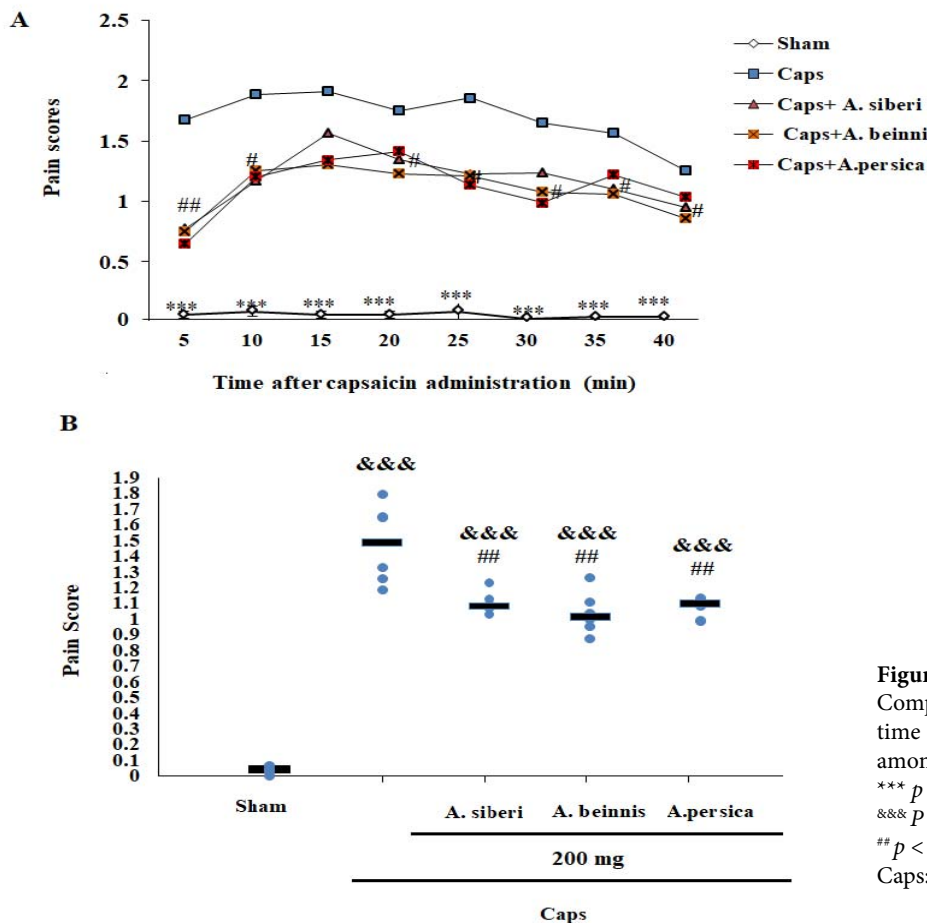 A
Pain scores
2.5
2
1.5
1
0.5
0
Sham
Caps
Caps+ A. siberi
Caps+A. beinni
Caps+A.persica
##
#
#
#
#
#
#
*** *** *** *** *** *** *** ***
5 10 15 20 25 30 35 40
Time after capsaicin administration (min)
B
Pain Score
1.9
1.8
1.7
1.6
1.5
1.4
1.3
1.2
1.1
1
0.9
0.8
0.7
0.6
0.5
0.4
0.3
0.2
0.1
0
&&&
&&& &&& &&&
## ## ##
Sham A. siberi A. beinnis A.persica
200 mg
Caps
Figur
Comp
time
amon
*** p
&&& P
## p <
Caps: